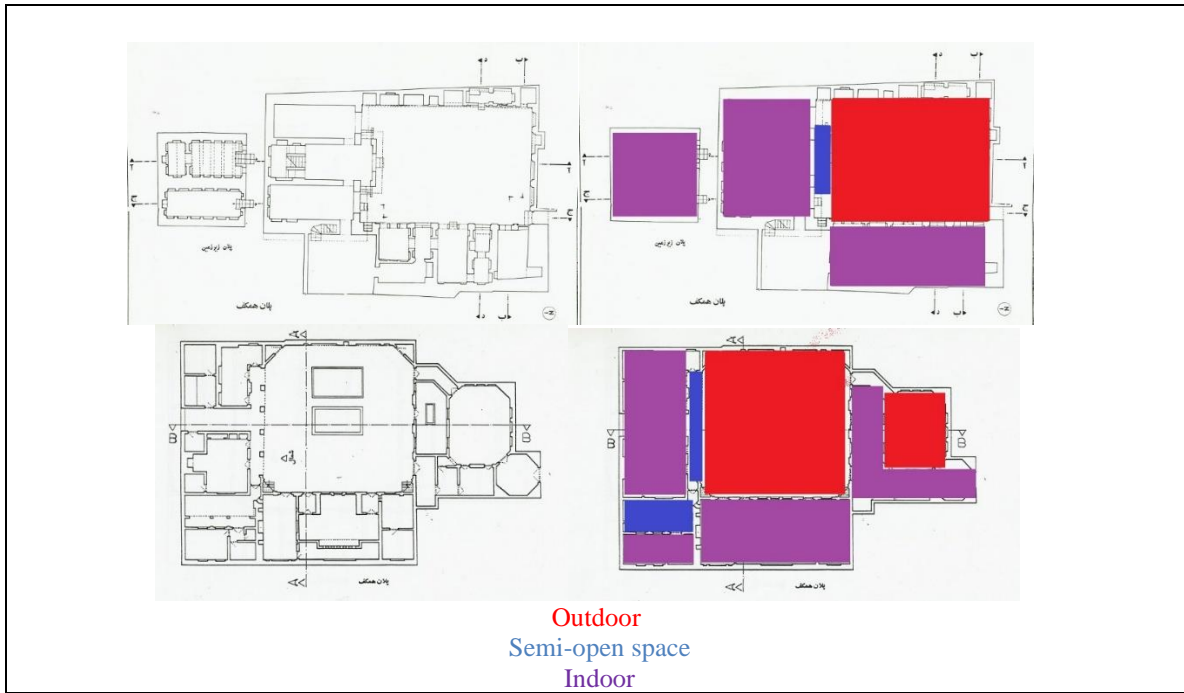 د ب
پلان زیرزمین
پلان همکف
د ب
N
د ب
پلان زیرزمین
پلان همکف
د ب
N
A
B B
A
پلان همکف
A
B B
A
پلان همکف
Outdoor
Semi-open space
Indoor